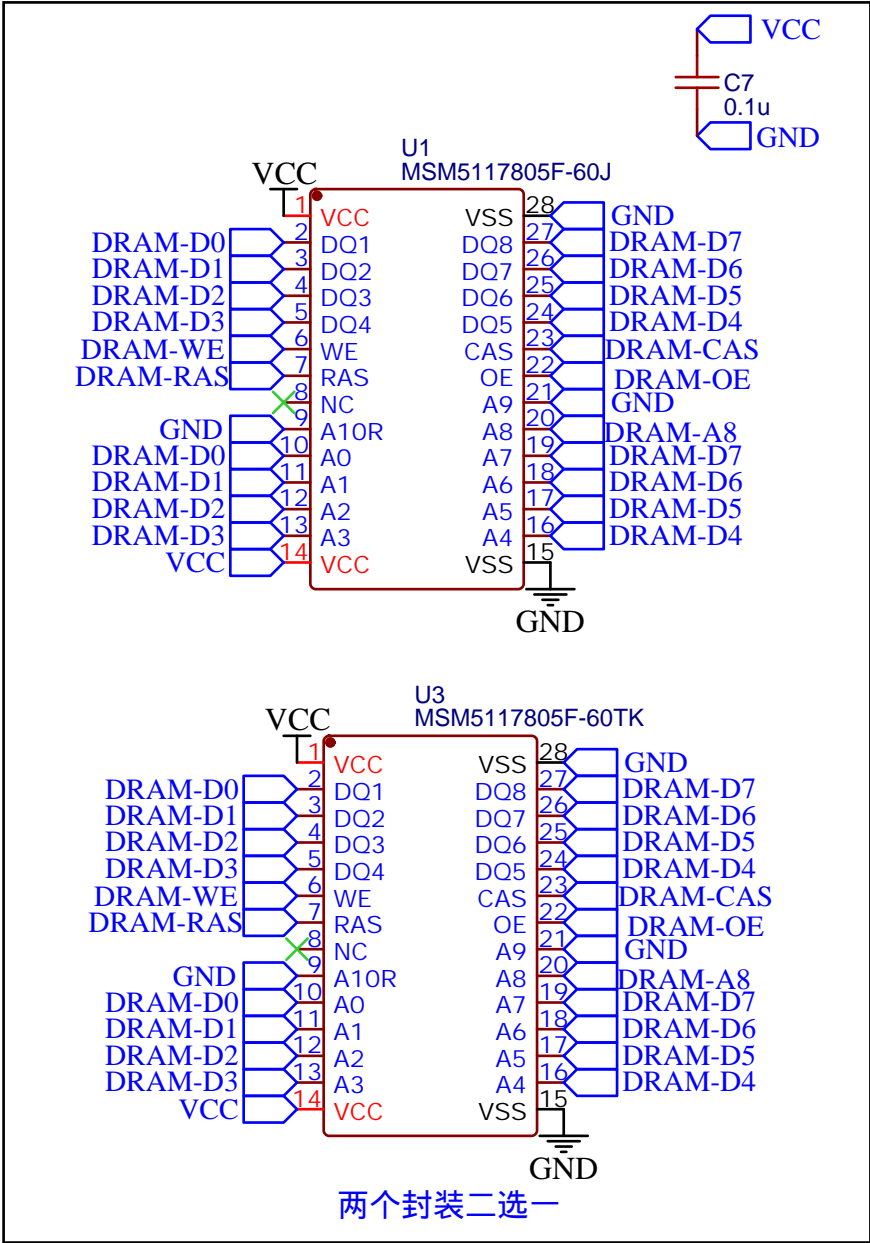 VCC
C7
0.1u
GND
U1
MSM5117805F-60J
VCC
1 VCC VSS 28 GND
DRAM-D0 2 DQ1 DQ8 27 DRAM-D7
DRAM-D1 3 DQ2 DQ7 26 DRAM-D6
DRAM-D2 4 DQ3 DQ6 25 DRAM-D5
DRAM-D3 5 DQ4 DQ5 24 DRAM-D4
DRAM-WE 6 WE CAS 23 DRAM-CAS
DRAM-RAS 7 RAS OE 22 DRAM-OE
8 NC A9 21 GND
GND 9 A10R A8 20 DRAM-A8
DRAM-D0 10 A0 A7 19 DRAM-D7
DRAM-D1 11 A1 A6 18 DRAM-D6
DRAM-D2 12 A2 A5 17 DRAM-D5
DRAM-D3 13 A3 A4 16 DRAM-D4
VCC 14 VCC VSS 15
GND
U3
MSM5117805F-60TK
VCC
1 VCC VSS 28 GND
DRAM-D0 2 DQ1 DQ8 27 DRAM-D7
DRAM-D1 3 DQ2 DQ7 26 DRAM-D6
DRAM-D2 4 DQ3 DQ6 25 DRAM-D5
DRAM-D3 5 DQ4 DQ5 24 DRAM-D4
DRAM-WE 6 WE CAS 23 DRAM-CAS
DRAM-RAS 7 RAS OE 22 DRAM-OE
8 NC A9 21 GND
GND 9 A10R A8 20 DRAM-A8
DRAM-D0 10 A0 A7 19 DRAM-D7
DRAM-D1 11 A1 A6 18 DRAM-D6
DRAM-D2 12 A2 A5 17 DRAM-D5
DRAM-D3 13 A3 A4 16 DRAM-D4
VCC 14 VCC VSS 15
GND
两个封装二选一